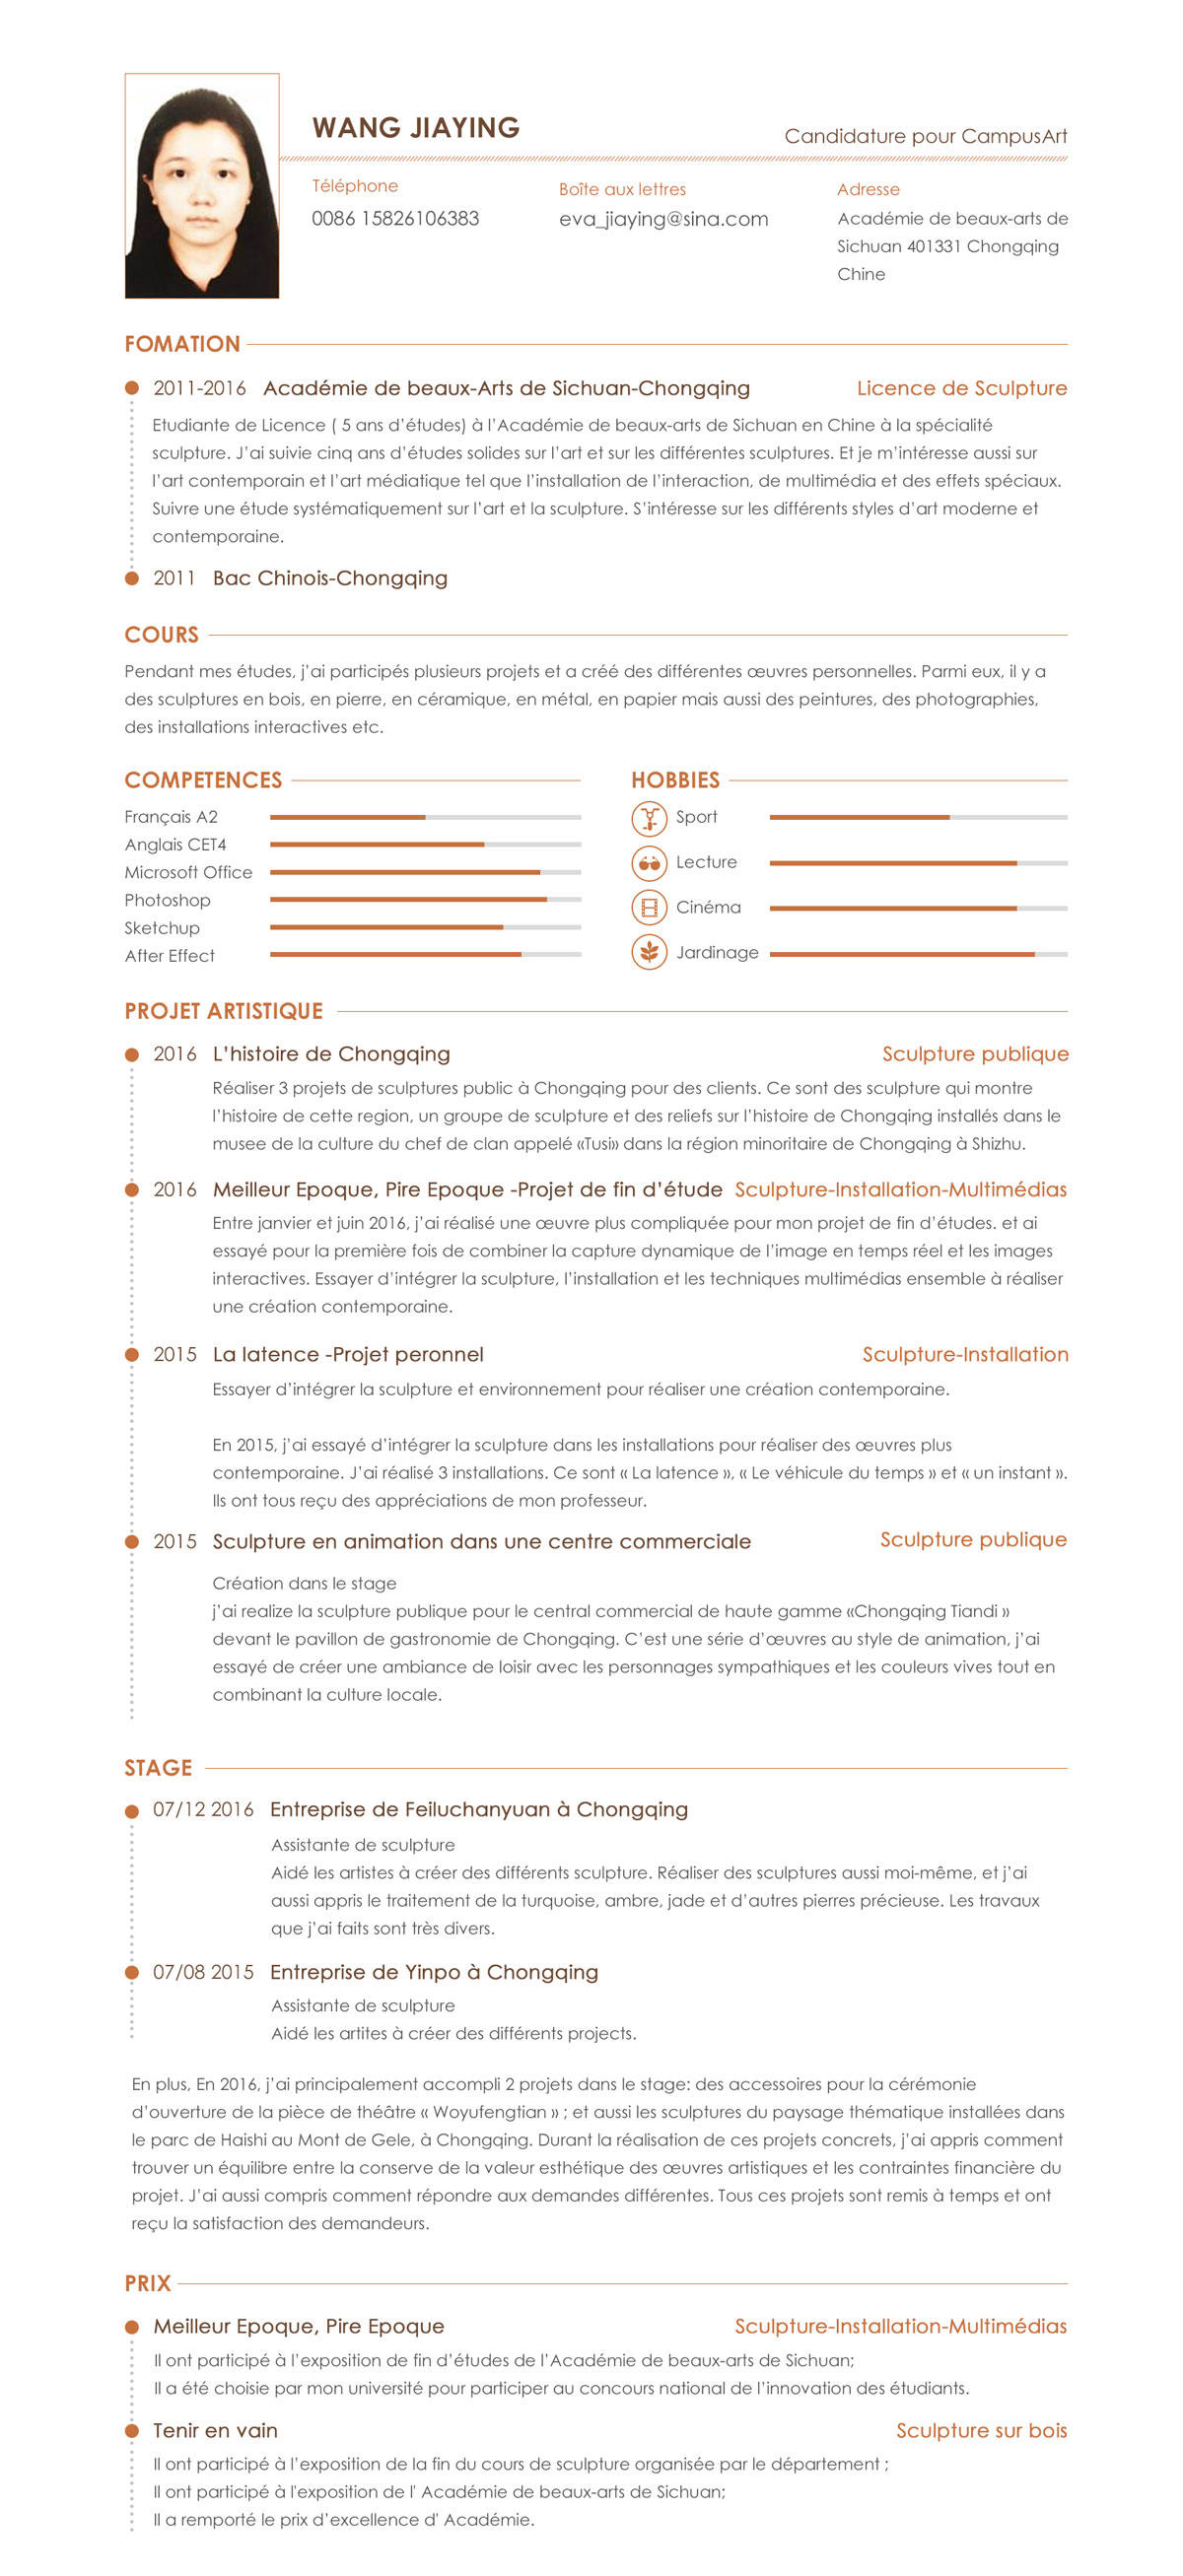 WANG JIAYING
Candidature pour CampusArt
Téléphone
0086 15826106383
Boîte aux lettres
eva_jiaying@sina.com
Adresse
Académie de beaux-arts de
Sichuan 401331 Chongqing
Chine
FOMATION
2011-2016 Académie de beaux-Arts de Sichuan-Chongqing Licence de Sculpture
Etudiante de Licence ( 5 ans d'études) à l'Académie de beaux-arts de Sichuan en Chine à la spécialité
sculpture. J'ai suivie cinq ans d'études solides sur l'art et sur les différentes sculptures. Et je m'intéresse aussi sur
l'art contemporain et l'art médiatique tel que l'installation de l'interaction, de multimédia et des effets spéciaux.
Suivre une étude systématiquement sur l'art et la sculpture. S'intéresse sur les différents styles d'art moderne et
contemporaine.
2011 Bac Chinois-Chongqing
COURS
Pendant mes études, j'ai participés plusieurs projets et a créé des différentes œuvres personnelles. Parmi eux, il y a
des sculptures en bois, en pierre, en céramique, en métal, en papier mais aussi des peintures, des photographies,
des installations interactives etc.
COMPETENCES
Français A2
Anglais CET4
Microsoft Office
Photoshop
Sketchup
After Effect
HOBBIES
Sport
Lecture
Cinéma
Jardinage
PROJET ARTISTIQUE
2016 L'histoire de Chongqing Sculpture publique
Réaliser 3 projets de sculptures public à Chongqing pour des clients. Ce sont des sculpture qui montre
l'histoire de cette region, un groupe de sculpture et des reliefs sur l'histoire de Chongqing installés dans le
musee de la culture du chef de clan appelé «Tusi» dans la région minoritaire de Chongqing à Shizhu.
2016 Meilleur Epoque, Pire Epoque -Projet de fin d'étude Sculpture-Installation-Multimédias
Entre janvier et juin 2016, j'ai réalisé une œuvre plus compliquée pour mon projet de fin d'études. et ai
essayé pour la première fois de combiner la capture dynamique de l'image en temps réel et les images
interactives. Essayer d'intégrer la sculpture, l'installation et les techniques multimédias ensemble à réaliser
une création contemporaine.
2015 La latence -Projet peronnel Sculpture-Installation
Essayer d'intégrer la sculpture et environnement pour réaliser une création contemporaine.
En 2015, j'ai essayé d'intégrer la sculpture dans les installations pour réaliser des œuvres plus
contemporaine. J'ai réalisé 3 installations. Ce sont « La latence », « Le véhicule du temps » et « un instant ».
Ils ont tous reçu des appréciations de mon professeur.
2015 Sculpture en animation dans une centre commerciale Sculpture publique
Création dans le stage
j'ai realize la sculpture publique pour le central commercial de haute gamme «Chongqing Tiandi »
devant le pavillon de gastronomie de Chongqing. C'est une série d'œuvres au style de animation, j'ai
essayé de créer une ambiance de loisir avec les personnages sympathiques et les couleurs vives tout en
combinant la culture locale.
STAGE
07/12 2016 Entreprise de Feiluchanyuan à Chongqing
Assistante de sculpture
Aidé les artistes à créer des différents sculpture. Réaliser des sculptures aussi moi-même, et j'ai
aussi appris le traitement de la turquoise, ambre, jade et d'autres pierres précieuse. Les travaux
que j'ai faits sont très divers.
07/08 2015 Entreprise de Yinpo à Chongqing
Assistante de sculpture
Aidé les artites à créer des différents projects.
En plus, En 2016, j'ai principalement accompli 2 projets dans le stage: des accessoires pour la cérémonie
d'ouverture de la pièce de théâtre « Woyufengtian » ; et aussi les sculptures du paysage thématique installées dans
le parc de Haishi au Mont de Gele, à Chongqing. Durant la réalisation de ces projets concrets, j'ai appris comment
trouver un équilibre entre la conserve de la valeur esthétique des œuvres artistiques et les contraintes financière du
projet. J'ai aussi compris comment répondre aux demandes différentes. Tous ces projets sont remis à temps et ont
reçu la satisfaction des demandeurs.
PRIX
Meilleur Epoque, Pire Epoque Sculpture-Installation-Multimédias
Il ont participé à l'exposition de fin d'études de l'Académie de beaux-arts de Sichuan;
Il a été choisie par mon université pour participer au concours national de l'innovation des étudiants.
Tenir en vain Sculpture sur bois
Il ont participé à l'exposition de la fin du cours de sculpture organisée par le département ;
Il ont participé à l'exposition de l' Académie de beaux-arts de Sichuan;
Il a remporté le prix d'excellence d' Académie.